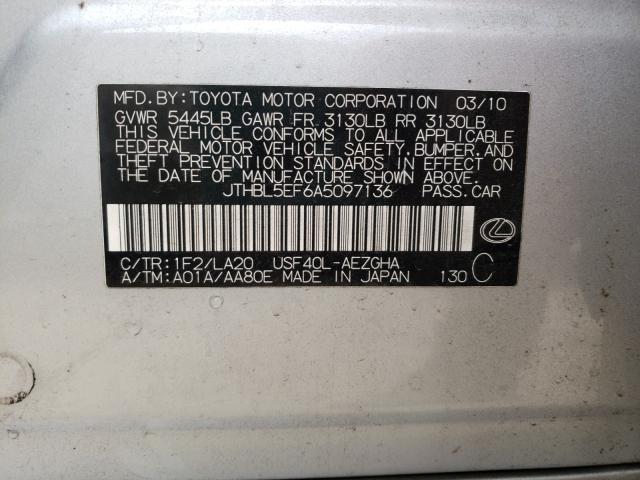 MFD.BY:TOYOTA MOTOR CORPORATION 03/10
GVWR 5445LB GAWR FR 3130LB RR 3130LB
THIS VEHICLE CONFORMS TO ALL APPLICABLE
FEDERAL MOTOR VEHICLE SAFETY,BUMPER,AND
THEFT PREVENTION STANDARDS IN EFFECT ON
THE DATE OF MANUFACTURE SHOWN ABOVE.
JTHBL5EF6A5097136 PASS.CAR
C/TR:1F2/LA20 USF40L-AEZGHA
A/TM:A01A/AA80E MADE IN JAPAN 130 C